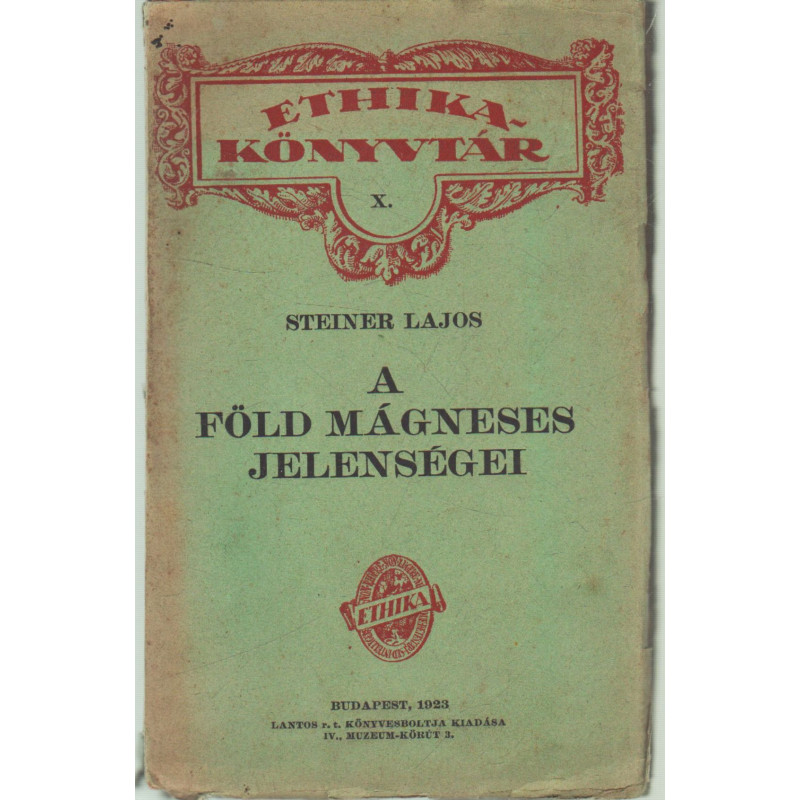 ETHIKA-
KÖNYVTÁR
X.
STEINER LAJOS
A
FÖLD MÁGNESES
JELENSÉGEI
ETHIKA
BUDAPEST, 1923
LANTOS r. t. KÖNYVESBOLTJA KIADÁSA
IV., MUZEUM-KÖRÚT 3.